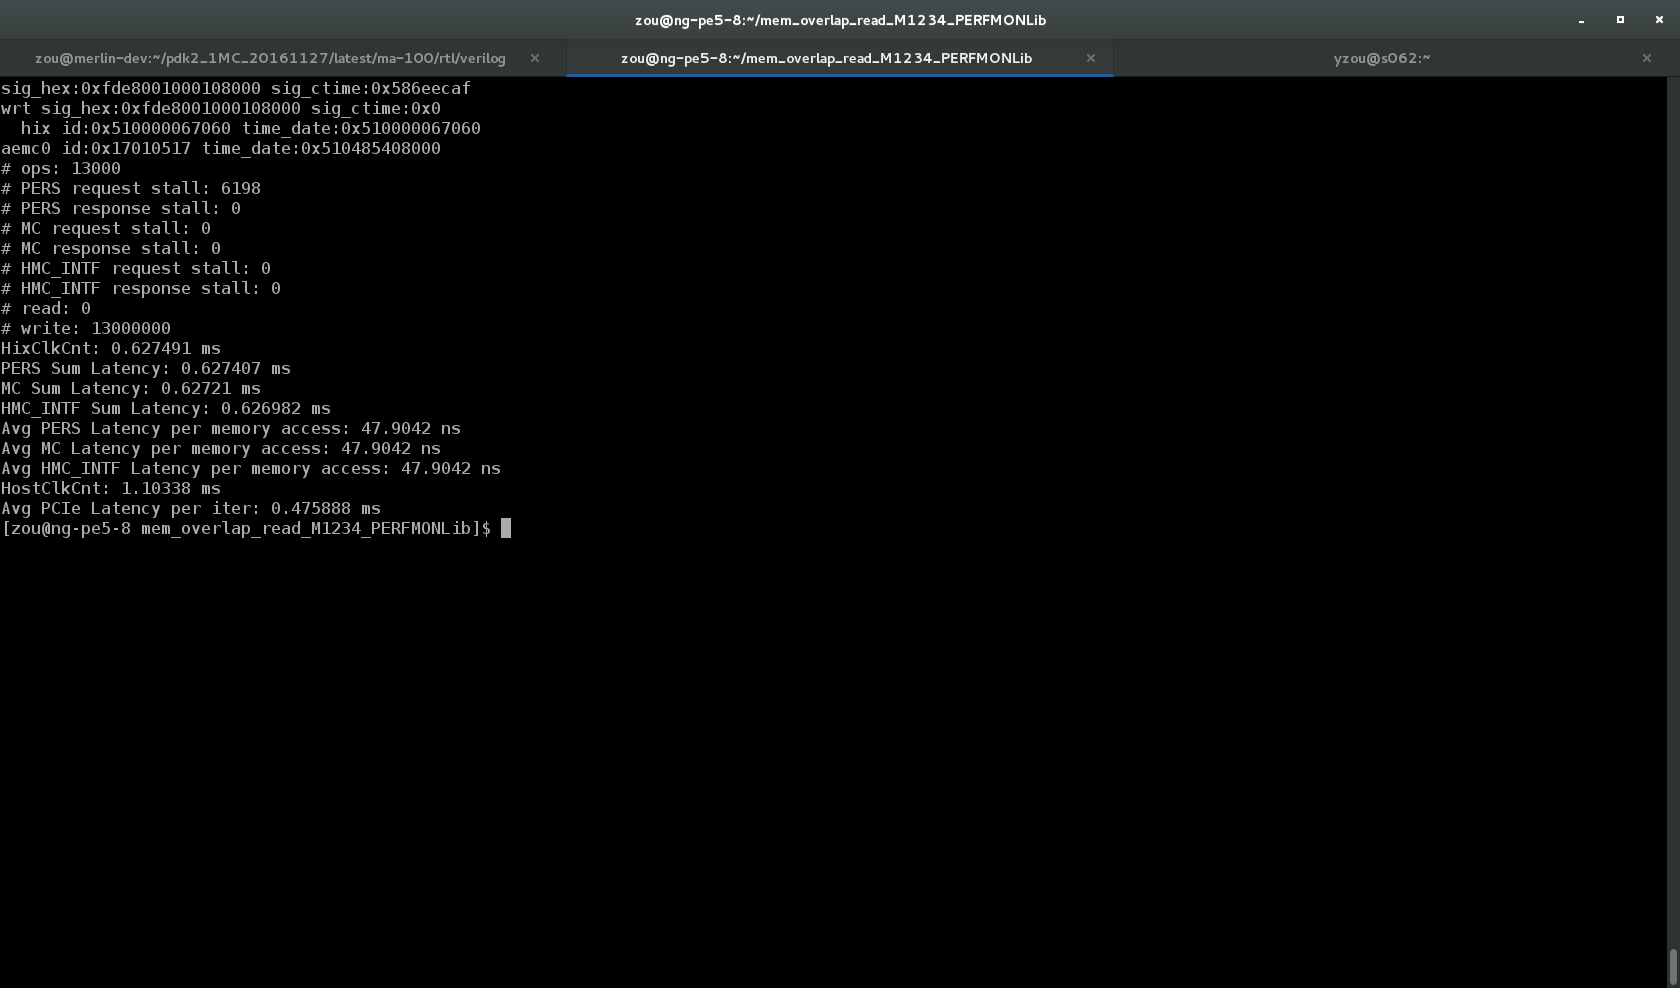 zou@ng-pe5-8:~/mem_overlap_read_M1234_PERFMONLib
zou@merlin-dev:~/pdk2_1MC_20161127/latest/ma-100/rtl/verilog
zou@ng-pe5-8:~/mem_overlap_read_M1234_PERFMONLib
yzou@s062:~
sig_hex:0xfde8001000108000 sig_ctime:0x586eecaf
wrt sig_hex:0xfde8001000108000 sig_ctime:0x0
  hix id:0x510000067060 time_date:0x510000067060
aemc0 id:0x17010517 time_date:0x510485408000
# ops: 13000
# PERS request stall: 6198
# PERS response stall: 0
# MC request stall: 0
# MC response stall: 0
# HMC_INTF request stall: 0
# HMC_INTF response stall: 0
# read: 0
# write: 13000000
HixClkCnt: 0.627491 ms
PERS Sum Latency: 0.627407 ms
MC Sum Latency: 0.62721 ms
HMC_INTF Sum Latency: 0.626982 ms
Avg PERS Latency per memory access: 47.9042 ns
Avg MC Latency per memory access: 47.9042 ns
Avg HMC_INTF Latency per memory access: 47.9042 ns
HostClkCnt: 1.10338 ms
Avg PCIe Latency per iter: 0.475888 ms
[zou@ng-pe5-8 mem_overlap_read_M1234_PERFMONLib]$